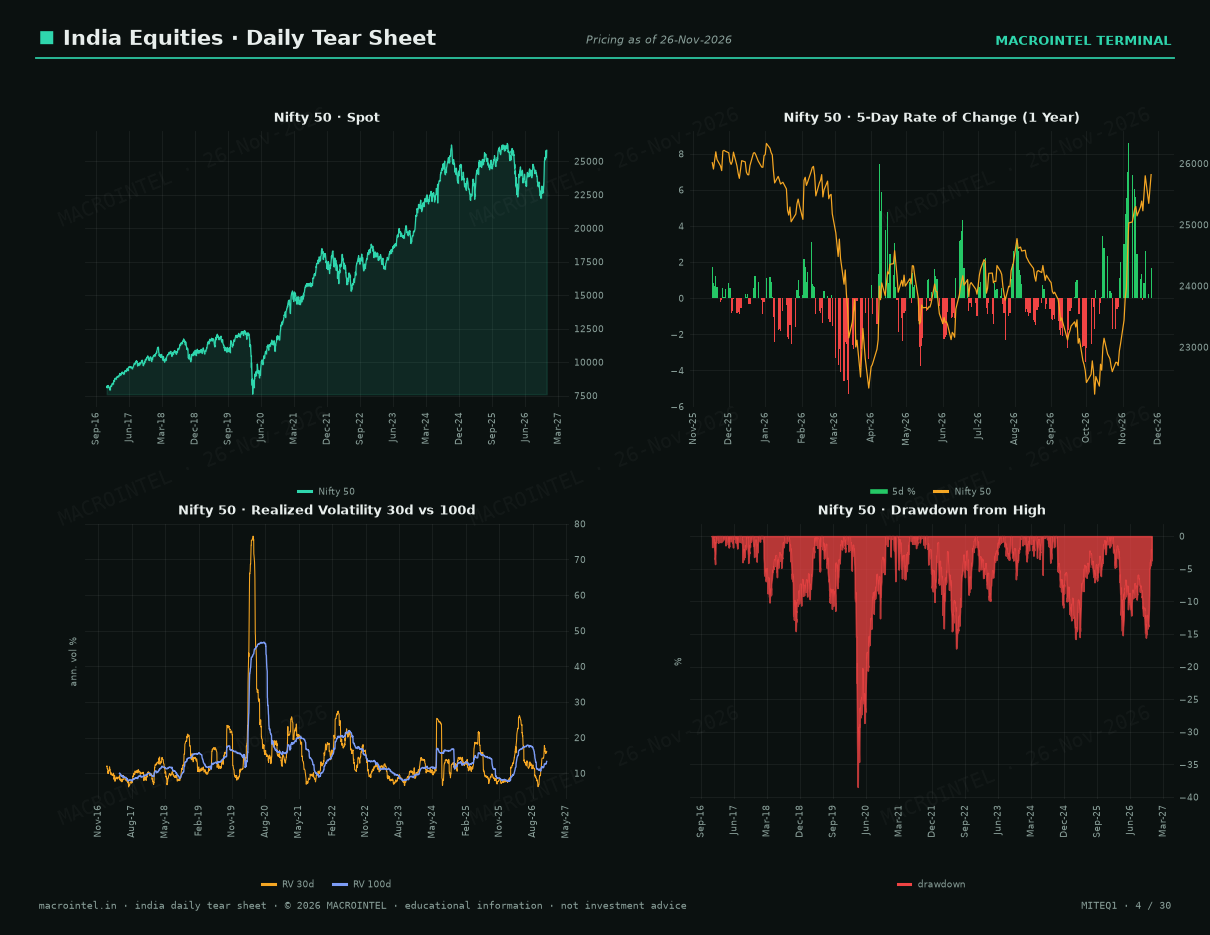 India Equities · Daily Tear Sheet
Pricing as of 26-Nov-2026
MACROINTEL TERMINAL
Nifty 50 · Spot
25000
22500
20000
17500
15000
12500
10000
7500
Sep-16 Jun-17 Mar-18 Dec-18 Sep-19 Jun-20 Mar-21 Dec-21 Sep-22 Jun-23 Mar-24 Dec-24 Sep-25 Jun-26 Mar-27
Nifty 50
Nifty 50 · 5-Day Rate of Change (1 Year)
8
6
4
2
0
−2
−4
−6
26000
25000
24000
23000
Nov-25 Dec-25 Jan-26 Feb-26 Mar-26 Apr-26 May-26 Jun-26 Jul-26 Aug-26 Sep-26 Oct-26 Nov-26 Dec-26
5d % Nifty 50
Nifty 50 · Realized Volatility 30d vs 100d
ann. vol %
80
70
60
50
40
30
20
10
Nov-16 Aug-17 May-18 Feb-19 Nov-19 Aug-20 May-21 Feb-22 Nov-22 Aug-23 May-24 Feb-25 Nov-25 Aug-26 May-27
RV 30d RV 100d
Nifty 50 · Drawdown from High
%
0
−5
−10
−15
−20
−25
−30
−35
−40
Sep-16 Jun-17 Mar-18 Dec-18 Sep-19 Jun-20 Mar-21 Dec-21 Sep-22 Jun-23 Mar-24 Dec-24 Sep-25 Jun-26 Mar-27
drawdown
MACROINTEL · 26-Nov-2026
macrointel.in · india daily tear sheet · © 2026 MACROINTEL · educational information · not investment advice
MITEQ1 · 4 / 30